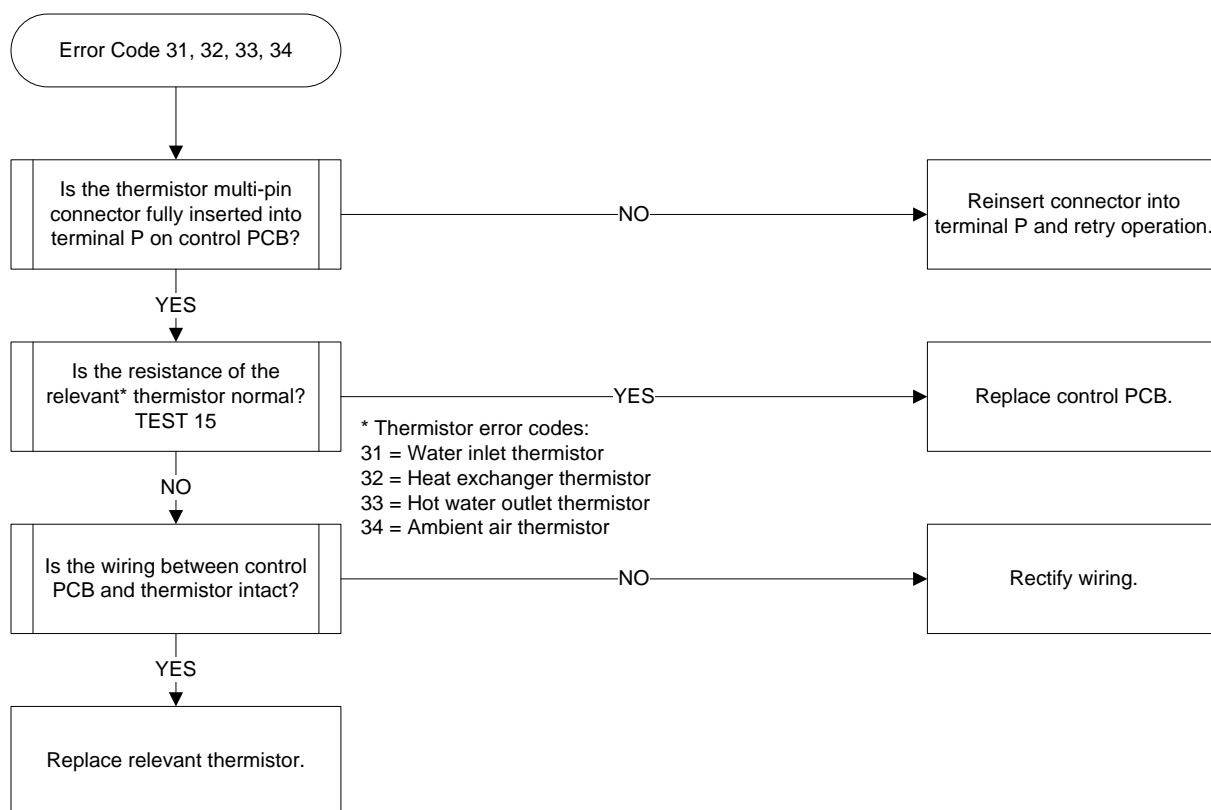 Error Code 31, 32, 33, 34
Is the thermistor multi-pin
connector fully inserted into
terminal P on control PCB?
NO
Reinsert connector into
terminal P and retry operation.
YES
Is the resistance of the
relevant* thermistor normal?
TEST 15
YES
Replace control PCB.
* Thermistor error codes:
31 = Water inlet thermistor
32 = Heat exchanger thermistor
33 = Hot water outlet thermistor
34 = Ambient air thermistor
NO
Is the wiring between control
PCB and thermistor intact?
NO
Rectify wiring.
YES
Replace relevant thermistor.